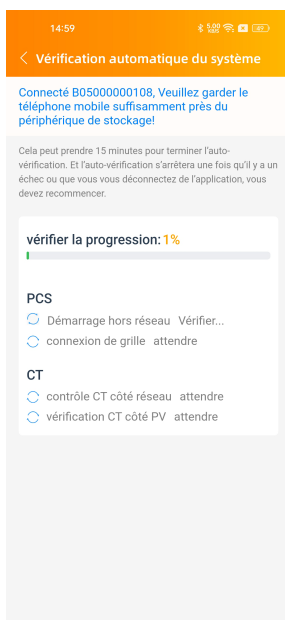 14:59
5.00 KB/S
Vérification automatique du système
Connecté B05000000108, Veuillez garder le
téléphone mobile suffisamment près du
périphérique de stockage!
Cela peut prendre 15 minutes pour terminer l'auto-
vérification. Et l'auto-vérification s'arrêtera une fois qu'il y a un
échec ou que vous vous déconnectez de l'application, vous
devez recommencer.
vérifier la progression: 1%
PCS
Démarrage hors réseau Vérifier...
connexion de grille attendre
CT
contrôle CT côté réseau attendre
vérification CT côté PV attendre